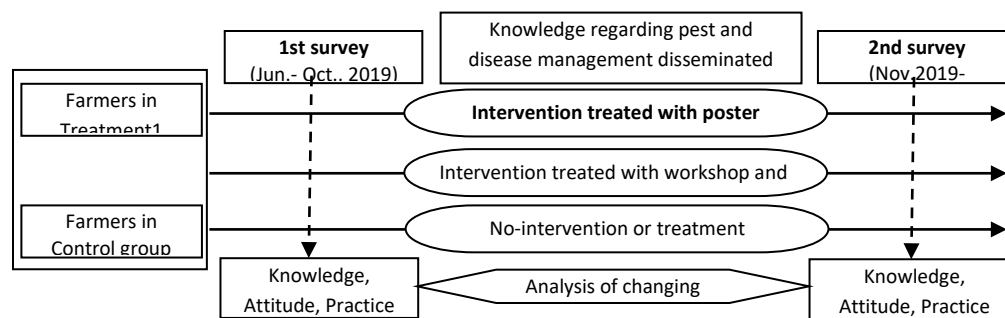 Knowledge regarding pest and
disease management disseminated
1st survey
(Jun.- Oct.. 2019)
2nd survey
(Nov.2019-
Farmers in
Treatment1
Intervention treated with poster
Intervention treated with workshop and
Farmers in
Control group
No-intervention or treatment
Knowledge,
Attitude, Practice
Analysis of changing
Knowledge,
Attitude, Practice